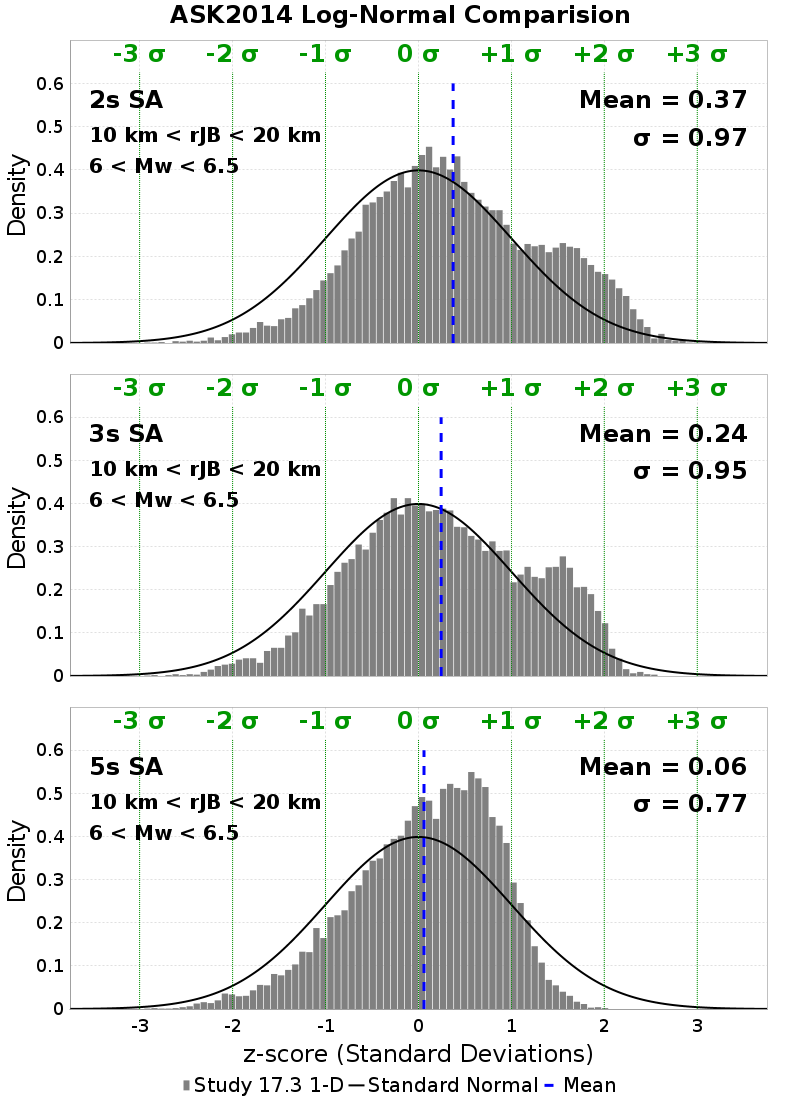 ASK2014 Log-Normal Comparision
-3 σ -2 σ -1 σ 0 σ +1 σ +2 σ +3 σ
2s SA
Mean = 0.37
10 km < rJB < 20 km
σ = 0.97
6 < Mw < 6.5
Density
0.6
0.5
0.4
0.3
0.2
0.1
0
-3 σ -2 σ -1 σ 0 σ +1 σ +2 σ +3 σ
3s SA
Mean = 0.24
10 km < rJB < 20 km
σ = 0.95
6 < Mw < 6.5
Density
0.6
0.5
0.4
0.3
0.2
0.1
0
-3 σ -2 σ -1 σ 0 σ +1 σ +2 σ +3 σ
5s SA
Mean = 0.06
10 km < rJB < 20 km
σ = 0.77
6 < Mw < 6.5
Density
0.6
0.5
0.4
0.3
0.2
0.1
0
-3 -2 -1 0 1 2 3
z-score (Standard Deviations)
Study 17.3 1-D Standard Normal Mean